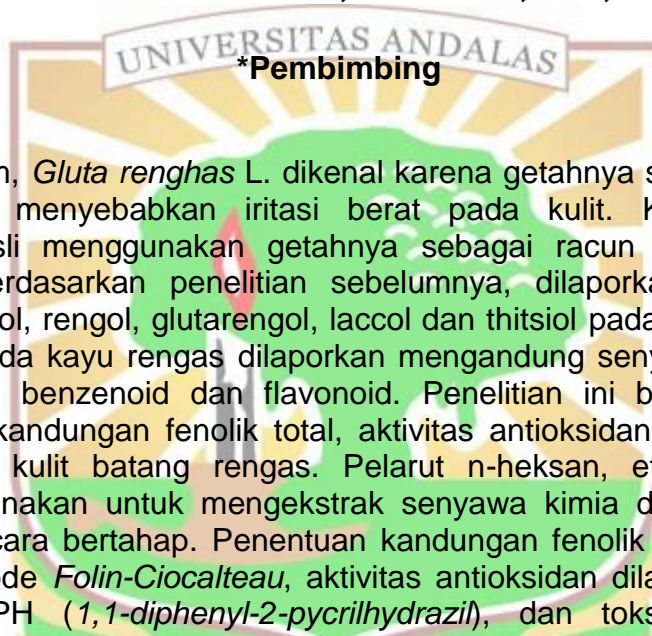 UNIVERSITAS ANDALAS
*Pembimbing
n, Gluta renghas L. dikenal karena getahnya s
menyebabkan iritasi berat pada kulit. K
sli menggunakan getahnya sebagai racun
erdasarkan penelitian sebelumnya, dilaporka
ol, rengol, glutarengol, laccol dan thitsiol pada
da kayu rengas dilaporkan mengandung seny
benzenoid dan flavonoid. Penelitian ini b
kandungan fenolik total, aktivitas antioksidan
kulit batang rengas. Pelarut n-heksan, et
unakan untuk mengekstrak senyawa kimia d
cara bertahap. Penentuan kandungan fenolik
ode Folin-Ciocalteau, aktivitas antioksidan dila
PH (1,1-diphenyl-2-pycrilhydrazil), dan toks